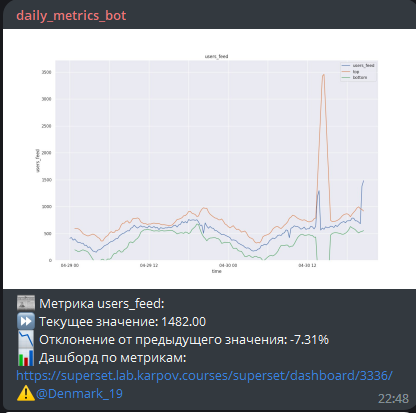 daily_metrics_bot
users_feed
users_feed
top
bottom
3500
3000
2500
2000
1500
1000
500
0
users_feed
04-29 00
04-29 12
04-30 00
04-30 12
time
Метрика users_feed:
Текущее значение: 1482.00
Отклонение от предыдущего значения: -7.31%
Дашборд по метрикам:
https://superset.lab.karpov.courses/superset/dashboard/3336/
@Denmark_19
22:48